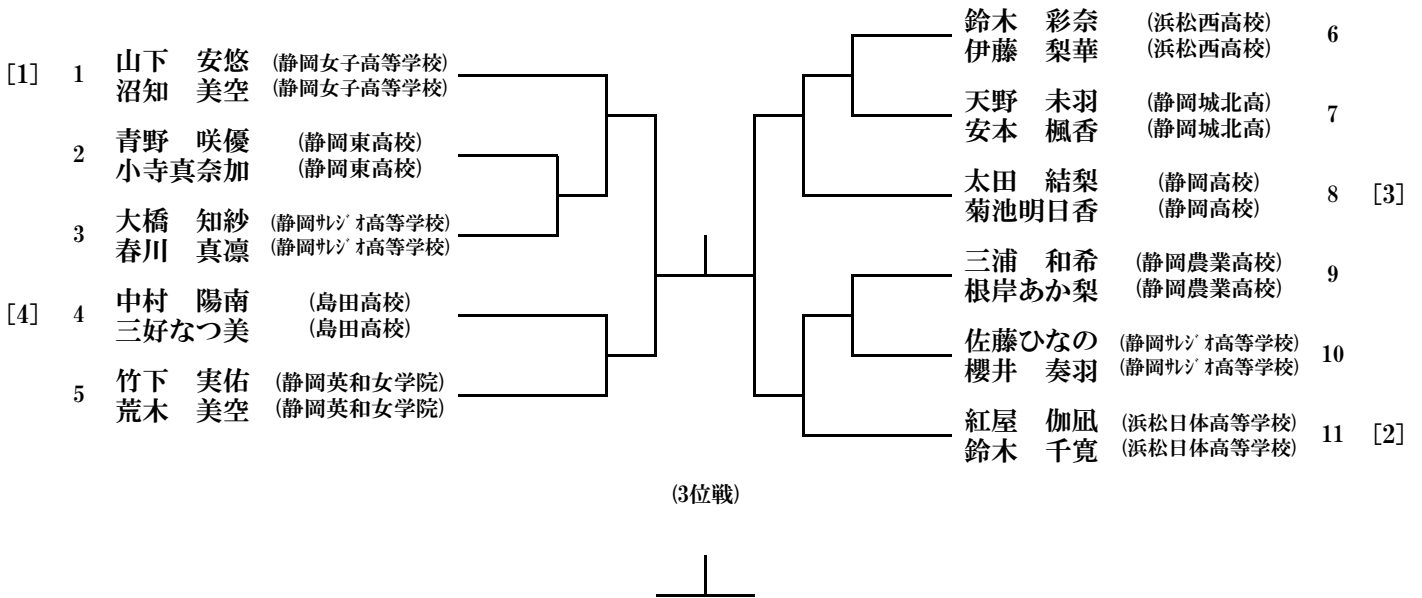 [1] 1 山下 安悠 (静岡女子高等学校)
沼知 美空 (静岡女子高等学校)
2 青野 咲優 (静岡東高校)
小寺真奈加 (静岡東高校)
3 大橋 知紗 (静岡ｻﾚｼﾞｵ高等学校)
春川 真凛 (静岡ｻﾚｼﾞｵ高等学校)
[4] 4 中村 陽南 (島田高校)
三好なつ美 (島田高校)
5 竹下 実佑 (静岡英和女学院)
荒木 美空 (静岡英和女学院)
鈴木 彩奈 (浜松西高校) 6
伊藤 梨華 (浜松西高校)
天野 未羽 (静岡城北高) 7
安本 楓香 (静岡城北高)
太田 結梨 (静岡高校) 8 [3]
菊池明日香 (静岡高校)
三浦 和希 (静岡農業高校) 9
根岸あか梨 (静岡農業高校)
佐藤ひなの (静岡ｻﾚｼﾞｵ高等学校) 10
櫻井 奏羽 (静岡ｻﾚｼﾞｵ高等学校)
紅屋 伽凪 (浜松日体高等学校) 11 [2]
鈴木 千寛 (浜松日体高等学校)
(3位戦)